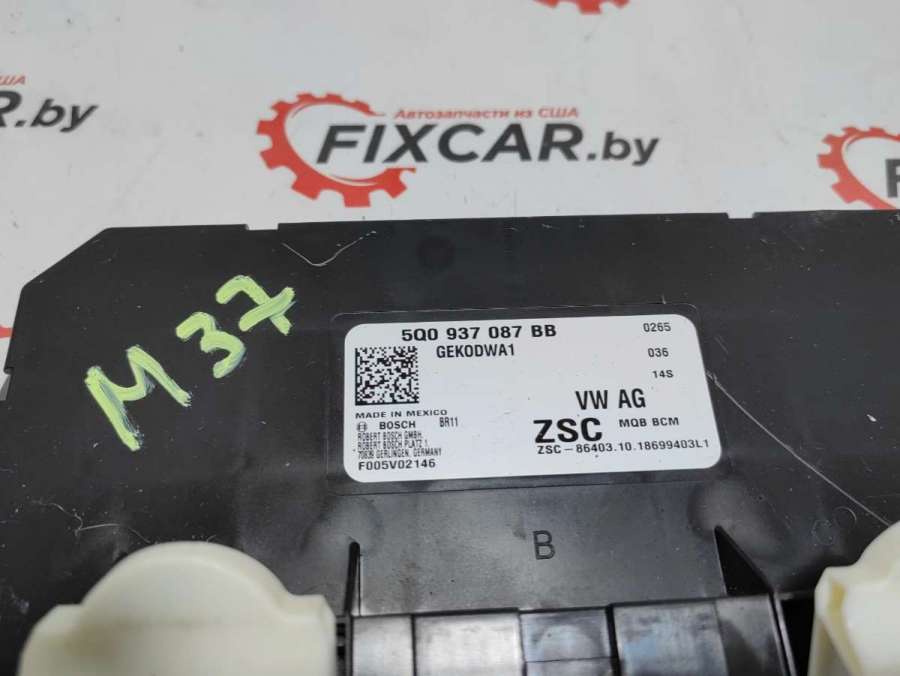 США
R.by
Автозапчасти из США
FIXCAR.by
F
M 37
5Q0 937 087 BB
0265
GEKODWA1
036
14S
VW AG
MADE IN MEXICO
BOSCH BR11
ZSC MQB BCM
ROBERT BOSCH GMBH
ROBERT BOSCH PLATZ 1
70839 GERLINGEN, GERMANY
ZSC-86403.10.18699403L1
F005V02146
B